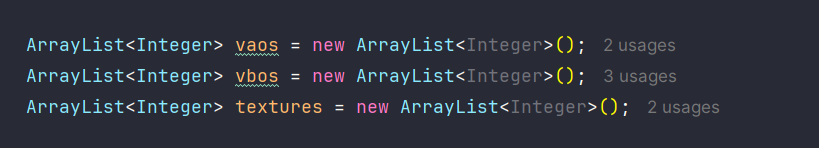 ArrayList<Integer> vaos = new ArrayList<Integer>(); 2 usages
ArrayList<Integer> vbos = new ArrayList<Integer>(); 3 usages
ArrayList<Integer> textures = new ArrayList<Integer>(); 2 usages